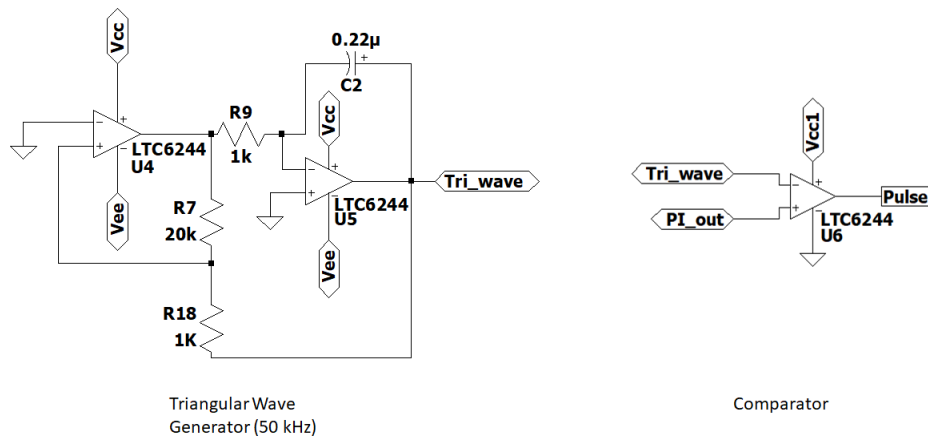 Vcc
LTC6244
U4
Vee
R9
1k
R7
20k
R18
1K
0.22µ
+
C2
Vcc
LTC6244
U5
Vee
Tri_wave
Triangular Wave
Generator (50 kHz)
Vcc1
Tri_wave
PI_out
LTC6244
U6
Pulse
Comparator